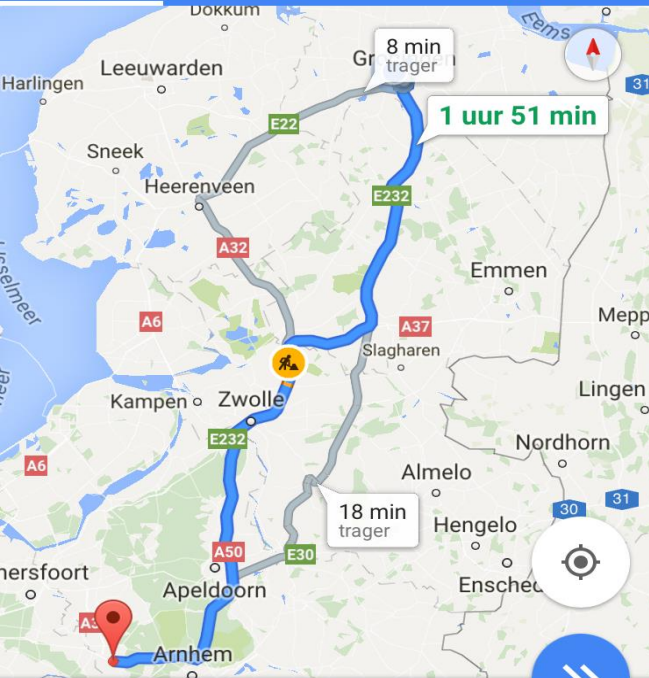 Dokkum
Eems
8 min
trager
Leeuwarden
Harlingen
31
1 uur 51 min
E22
Sneek
Heerenveen
E232
A32
Emmen
A6
A37
Mepp
Slagharen
Kampen
Zwolle
Lingen
E232
Nordhorn
A6
Almelo
31
30
18 min
trager
Hengelo
A50
E30
nersfoort
Apeldoorn
Arnhem